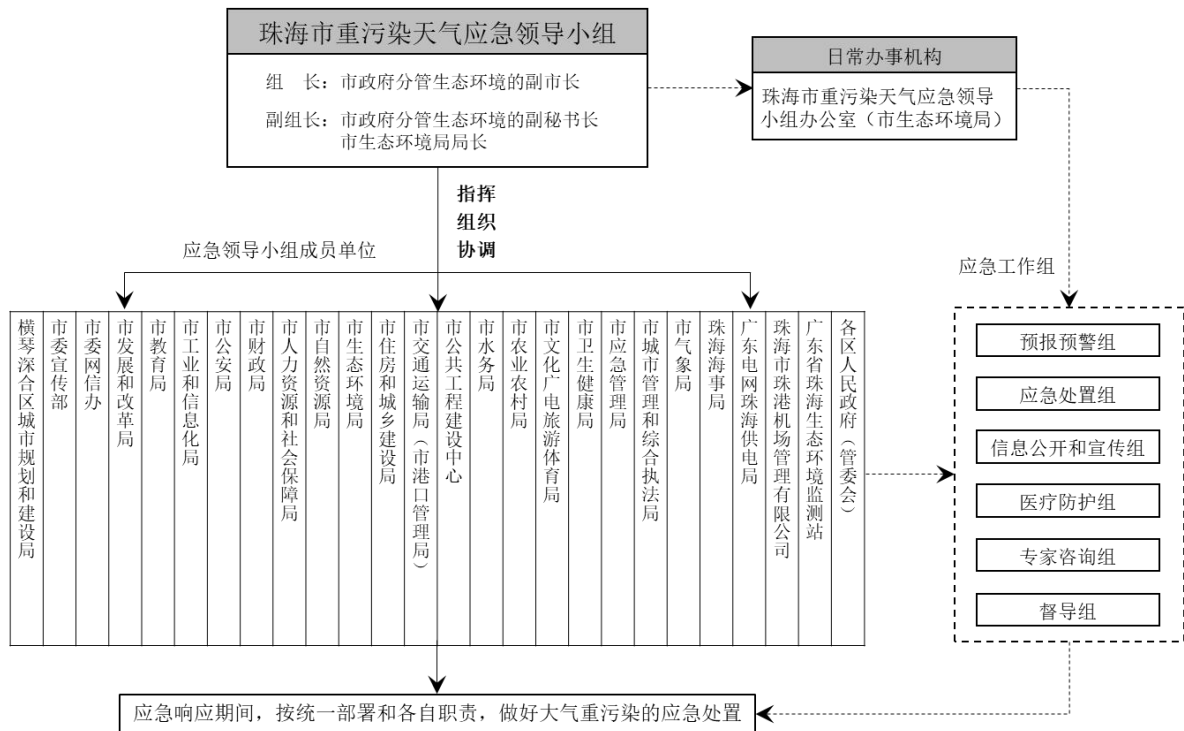 珠海市重污染天气应急领导小组
组　长：市政府分管生态环境的副市长
副组长：市政府分管生态环境的副秘书长
市生态环境局局长
日常办事机构
珠海市重污染天气应急领导
小组办公室（市生态环境局）
指挥
组织
协调
应急领导小组成员单位
应急工作组
横琴深合区城市规划和建设局
市委宣传部
市委网信办
市发展和改革局
市教育局
市工业和信息化局
市公安局
市财政局
市人力资源和社会保障局
市自然资源局
市生态环境局
市住房和城乡建设局
市交通运输局（市港口管理局）
市公共工程建设中心
市水务局
市农业农村局
市文化广电旅游体育局
市卫生健康局
市应急管理局
市城市管理和综合执法局
市气象局
珠海海事局
广东电网珠海供电局
珠海市珠港机场管理有限公司
广东省珠海生态环境监测站
各区人民政府（管委会）
预报预警组
应急处置组
信息公开和宣传组
医疗防护组
专家咨询组
督导组
应急响应期间，按统一部署和各自职责，做好大气重污染的应急处置